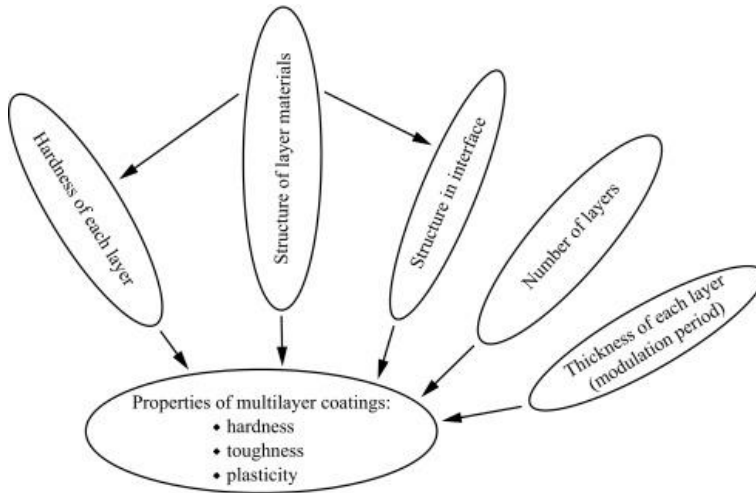 Hardness of each
layer
Structure of layer materials
Structure in interface
Number of layers
Thickness of each layer
(modulation period)
Properties of multilayer coatings:
◆ hardness
◆ toughness
◆ plasticity